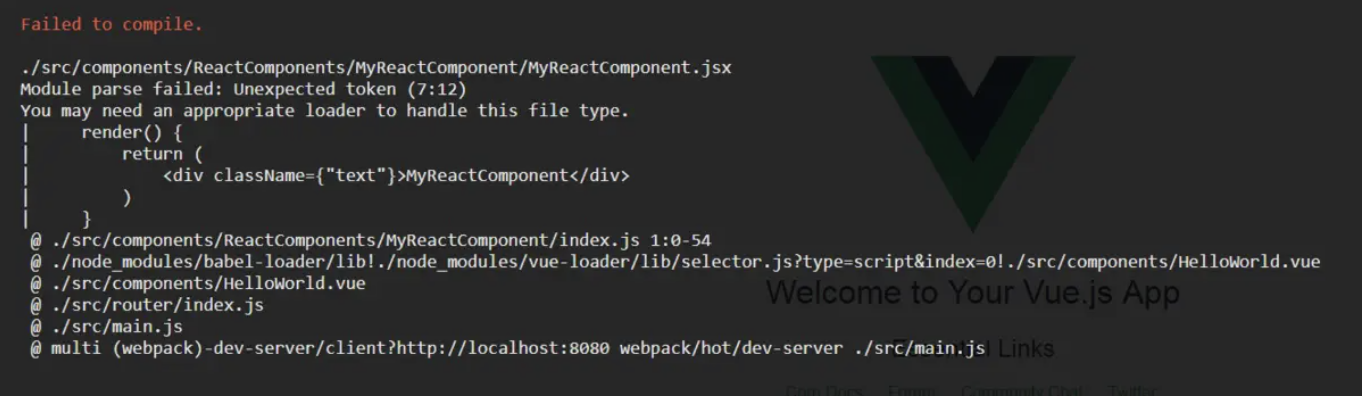 Failed to compile.
./src/components/ReactComponents/MyReactComponent/MyReactComponent.jsx
Module parse failed: Unexpected token (7:12)
You may need an appropriate loader to handle this file type.
|     render() {
|         return (
|             <div className={"text"}>MyReactComponent</div>
|         )
|     }
@ ./src/components/ReactComponents/MyReactComponent/index.js 1:0-54
@ ./node_modules/babel-loader/lib!./node_modules/vue-loader/lib/selector.js?type=script&index=0!./src/components/HelloWorld.vue
@ ./src/components/HelloWorld.vue
Welcome to Your Vue.js App
@ ./src/router/index.js
@ ./src/main.js
@ multi (webpack)-dev-server/client?http://localhost:8080 webpack/hot/dev-server ./src/main.js
Essential Links
Core Docs Forum Community Chat Twitter